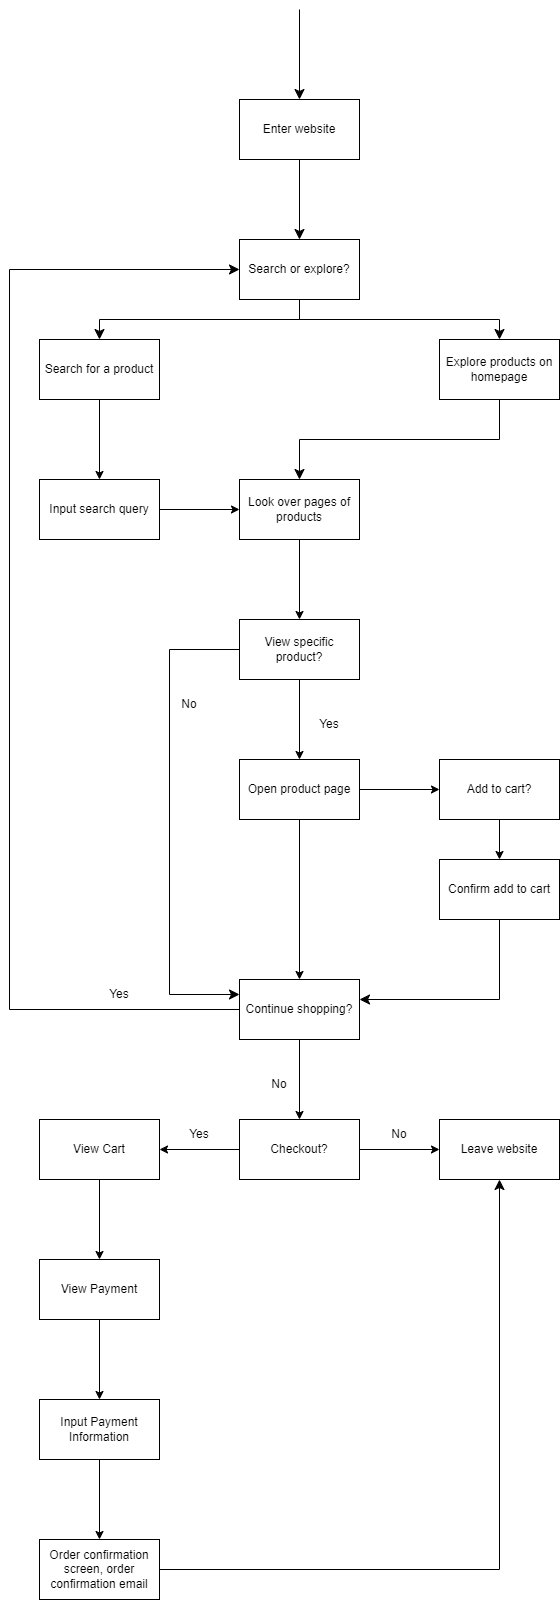 Enter website
Search or explore?
Search for a product
Explore products on
homepage
Input search query
Look over pages of
products
View specific
product?
No
Yes
Open product page
Add to cart?
Confirm add to cart
Yes
Continue shopping?
No
View Cart
Yes
Checkout?
No
Leave website
View Payment
Input Payment
Information
Order confirmation
screen, order
confirmation email